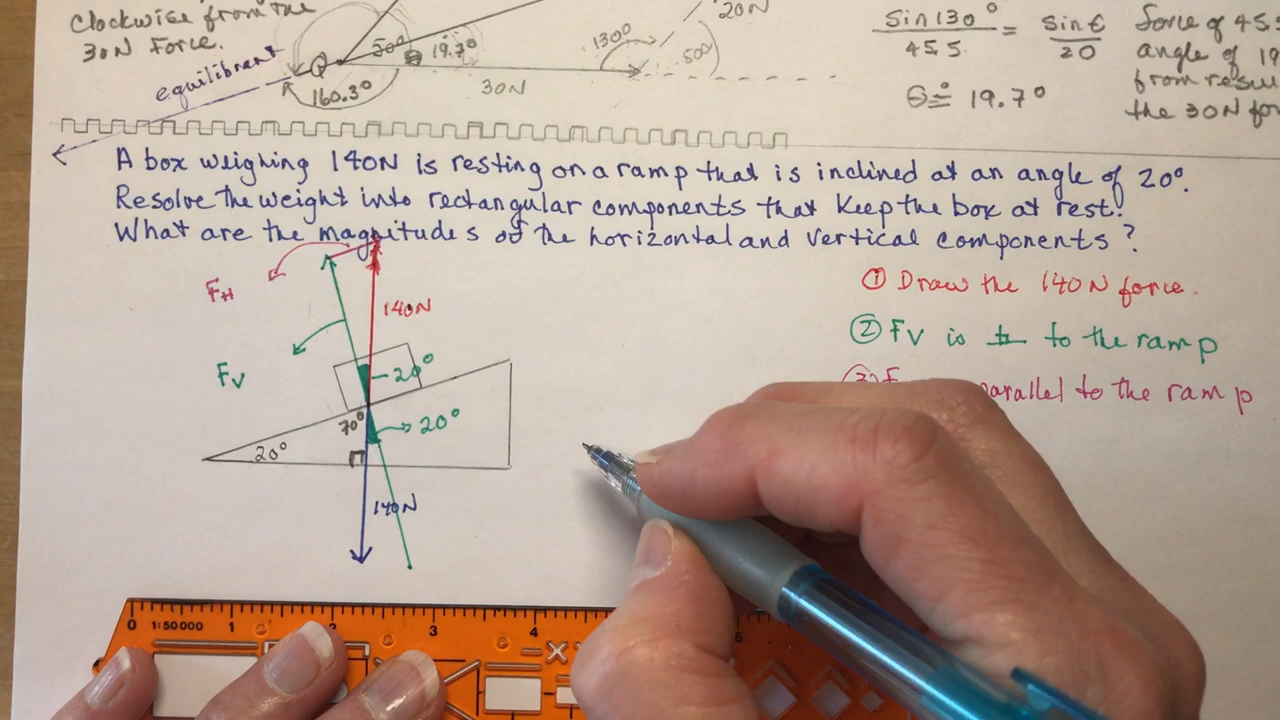 Clockwise from the
30N Force.
equilibrant
50°
19.7°
160.3°
30N
130°
20N
50°
Sin 130° = Sin
45.5 20
θ ≐ 19.7°
force of 45.
angle of 19
from resu
the 30N fo
A box weighing 140N is resting on a ramp that is inclined at an angle of 20°.
Resolve the weight into rectangular components that keep the box at rest.
What are the magnitudes of the horizontal and vertical components?
FH
140N
FV
20°
70°
20°
20°
140N
① Draw the 140N force.
② FV is to the ramp
parallel to the ramp
0 1:50 000 1 2 3 4 6